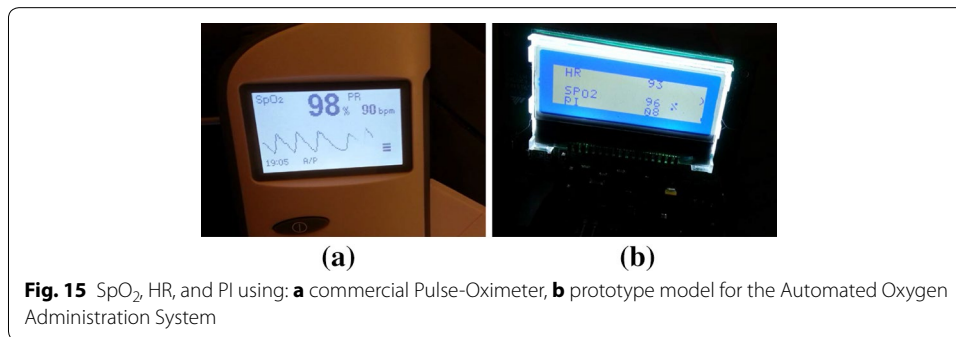 SpO₂ 98 % PR 90 bpm
19:05 A/P
HR 93
SPO2 96 %
PI 08
(a) (b)
Fig. 15 SpO₂, HR, and PI using: a commercial Pulse-Oximeter, b prototype model for the Automated Oxygen
Administration System